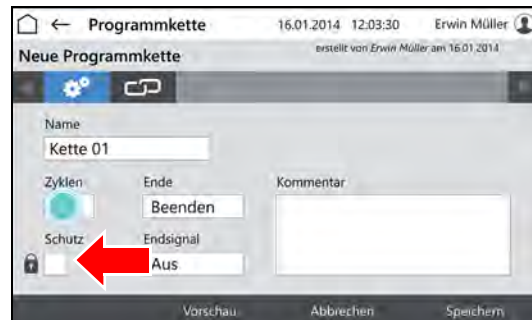 Programmkette 16.01.2014 12:03:30 Erwin Müller
Neue Programmkette erstellt von Erwin Müller am 16.01.2014
Name
Kette 01
Zyklen Ende Kommentar
Beenden
Schutz Endsignal
Aus
Vorschau Abbrechen Speichern